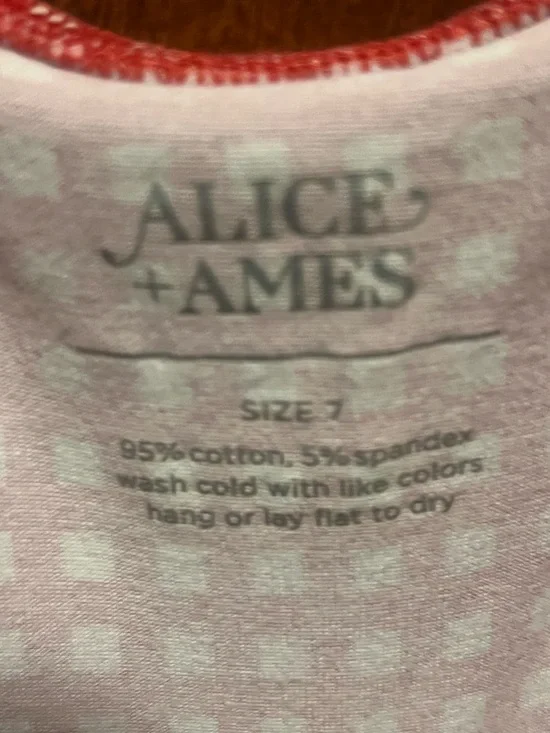 ALICE
+AMES
SIZE 7
95% cotton, 5% spandex
wash cold with like colors
hang or lay flat to dry